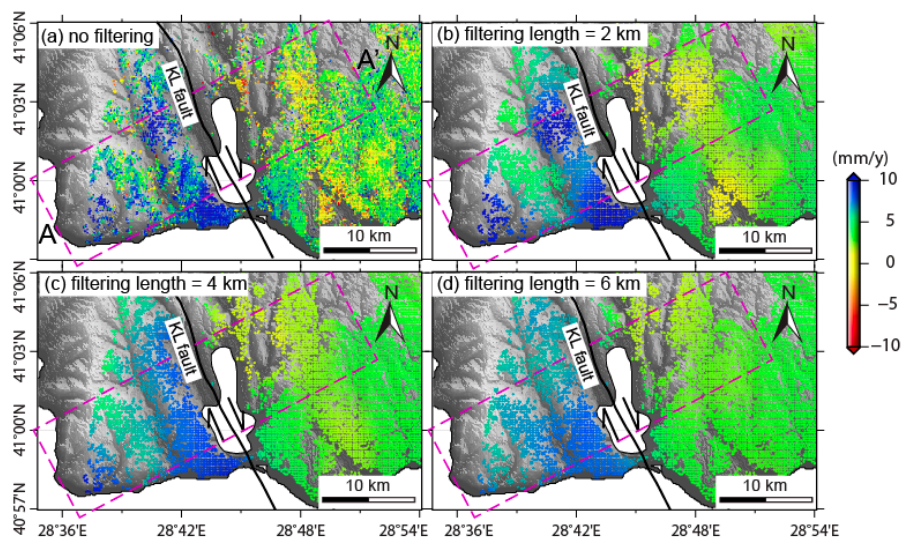 (a) no filtering
A'
N
KL fault
A
10 km
41°06'N
41°03'N
41°00'N
(b) filtering length = 2 km
N
KL fault
10 km
41°06'N
41°03'N
41°00'N
(mm/y)
10
5
0
−5
−10
(c) filtering length = 4 km
N
KL fault
10 km
41°06'N
41°03'N
41°00'N
40°57'N
28°36'E
28°42'E
28°48'E
28°54'E
(d) filtering length = 6 km
N
KL fault
10 km
28°36'E
28°42'E
28°48'E
28°54'E